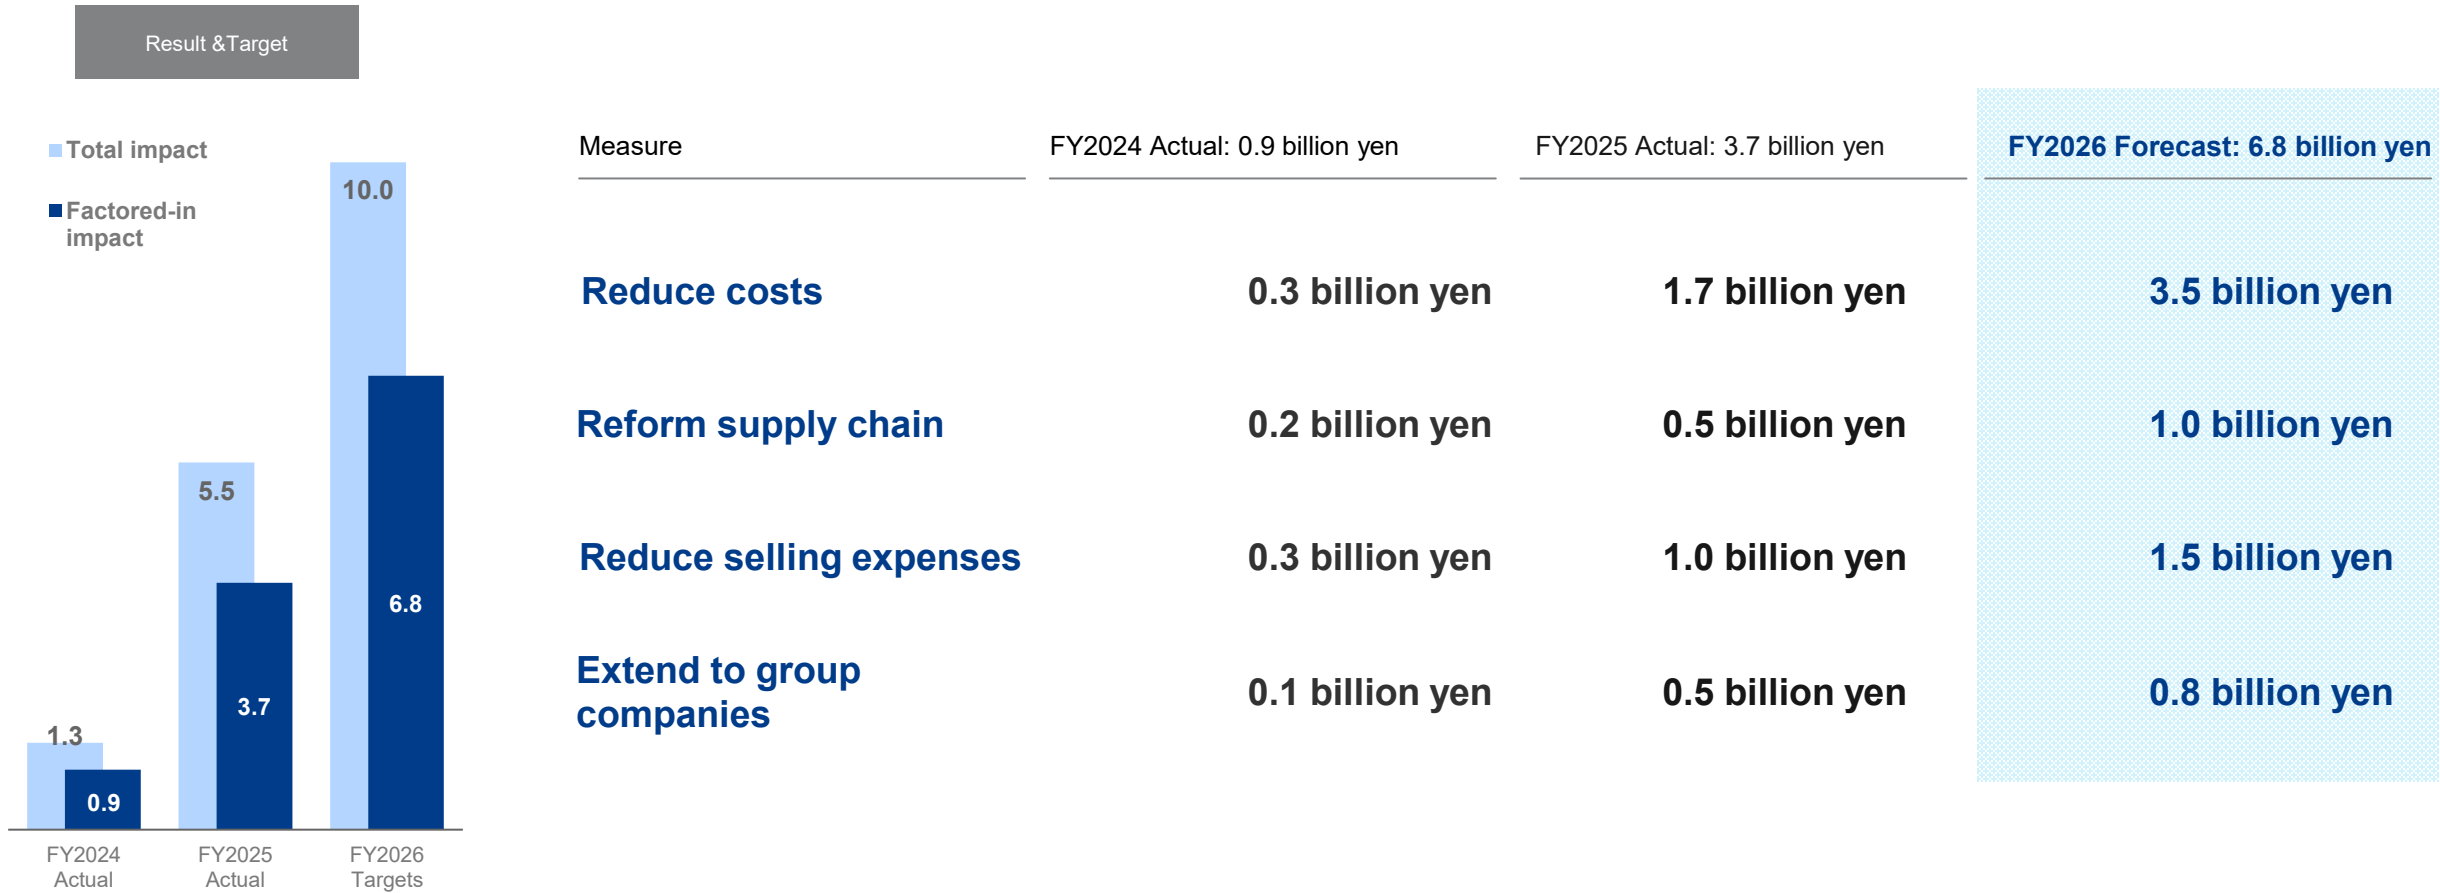 Result &Target
Total impact
Factored-in
impact
10.0
5.5
6.8
3.7
1.3
0.9
FY2024
Actual
FY2025
Actual
FY2026
Targets
Measure
FY2024 Actual: 0.9 billion yen
FY2025 Actual: 3.7 billion yen
FY2026 Forecast: 6.8 billion yen
Reduce costs
0.3 billion yen
1.7 billion yen
3.5 billion yen
Reform supply chain
0.2 billion yen
0.5 billion yen
1.0 billion yen
Reduce selling expenses
0.3 billion yen
1.0 billion yen
1.5 billion yen
Extend to group
companies
0.1 billion yen
0.5 billion yen
0.8 billion yen